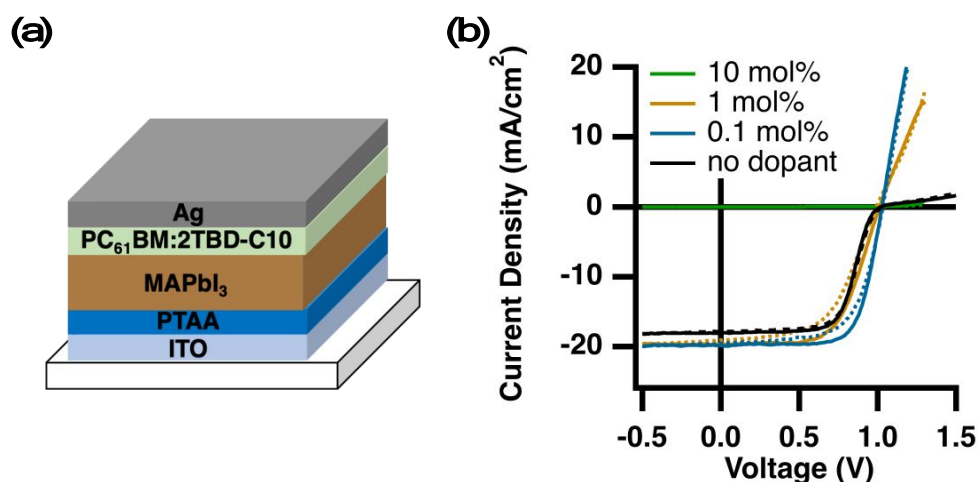 (a)
Ag
PC₆₁BM:2TBD-C10
MAPbI₃
PTAA
ITO
(b)
Current Density (mA/cm²)
20
10
0
-10
-20
10 mol%
1 mol%
0.1 mol%
no dopant
-0.5
0.0
0.5
1.0
1.5
Voltage (V)